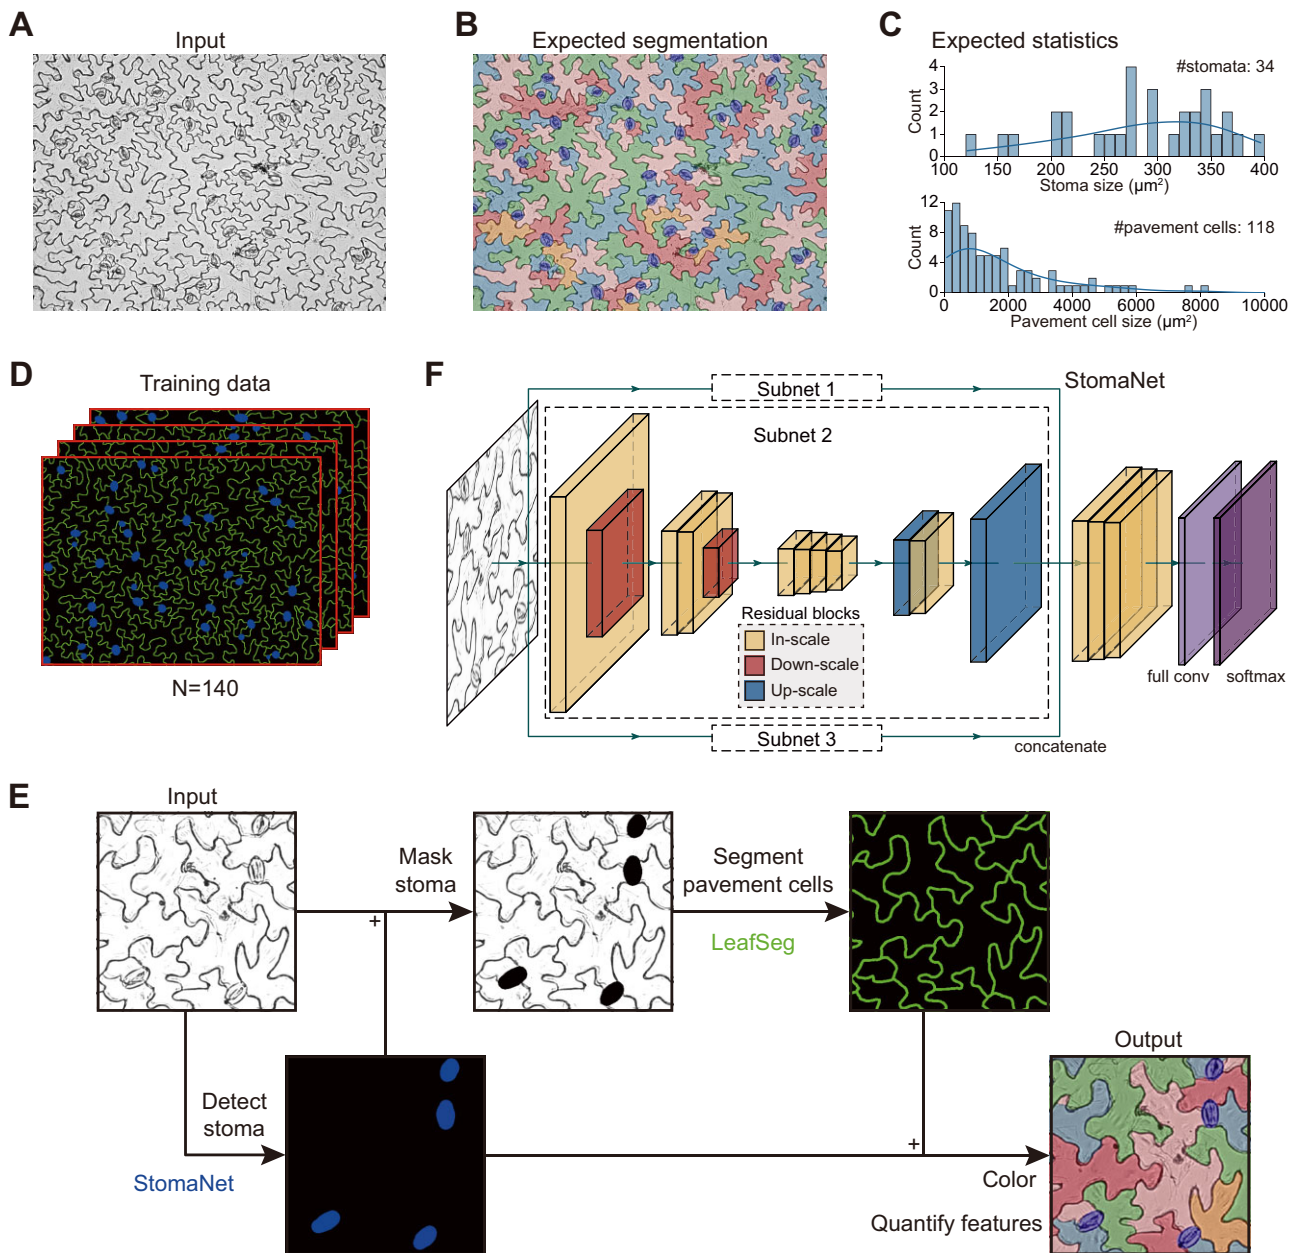 A
Input
B
Expected segmentation
C
Expected statistics
#stomata: 34
Count
4
3
2
1
0
100
150
200
250
300
350
400
Stoma size (µm²)
#pavement cells: 118
Count
12
8
4
0
0
2000
4000
6000
8000
10000
Pavement cell size (µm²)
D
Training data
N=140
F
StomaNet
Subnet 1
Subnet 2
Residual blocks
In-scale
Down-scale
Up-scale
Subnet 3
concatenate
full conv
softmax
E
Input
Mask
stoma
+
Segment
pavement cells
LeafSeg
Detect
stoma
StomaNet
+
Output
Color
Quantify features